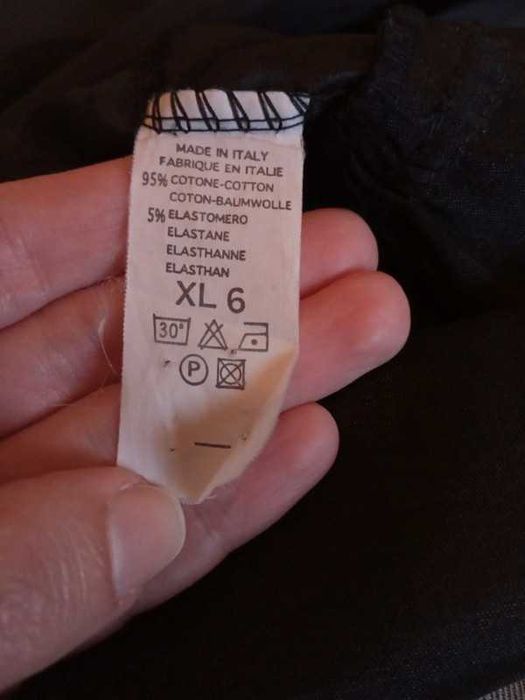 MADE IN ITALY
FABRIQUE EN ITALIE
95% COTONE-COTTON
COTON-BAUMWOLLE
5% ELASTOMERO
ELASTANE
ELASTHANNE
ELASTHAN
XL 6
30°
P